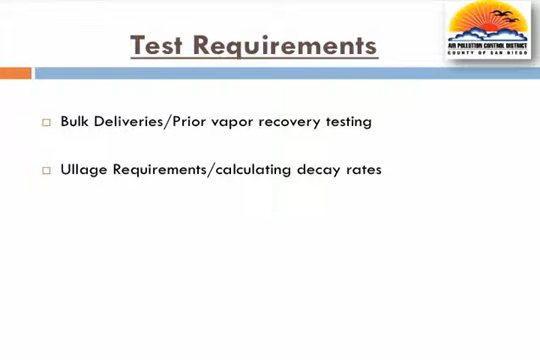 Test Requirements
AIR POLLUTION CONTROL DISTRICT
COUNTY OF SAN DIEGO
Bulk Deliveries/Prior vapor recovery testing
Ullage Requirements/calculating decay rates